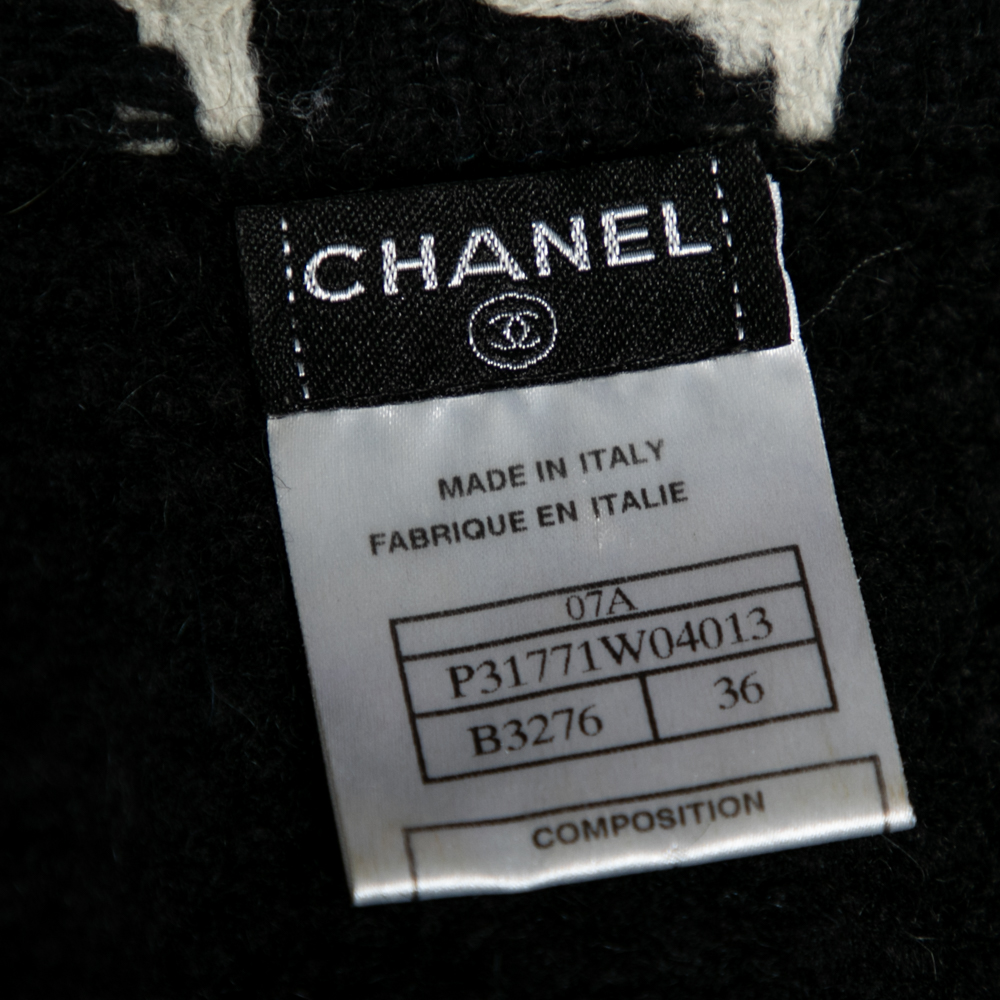 CHANEL
MADE IN ITALY
FABRIQUE EN ITALIE
07A
P31771W04013
B3276 36
COMPOSITION